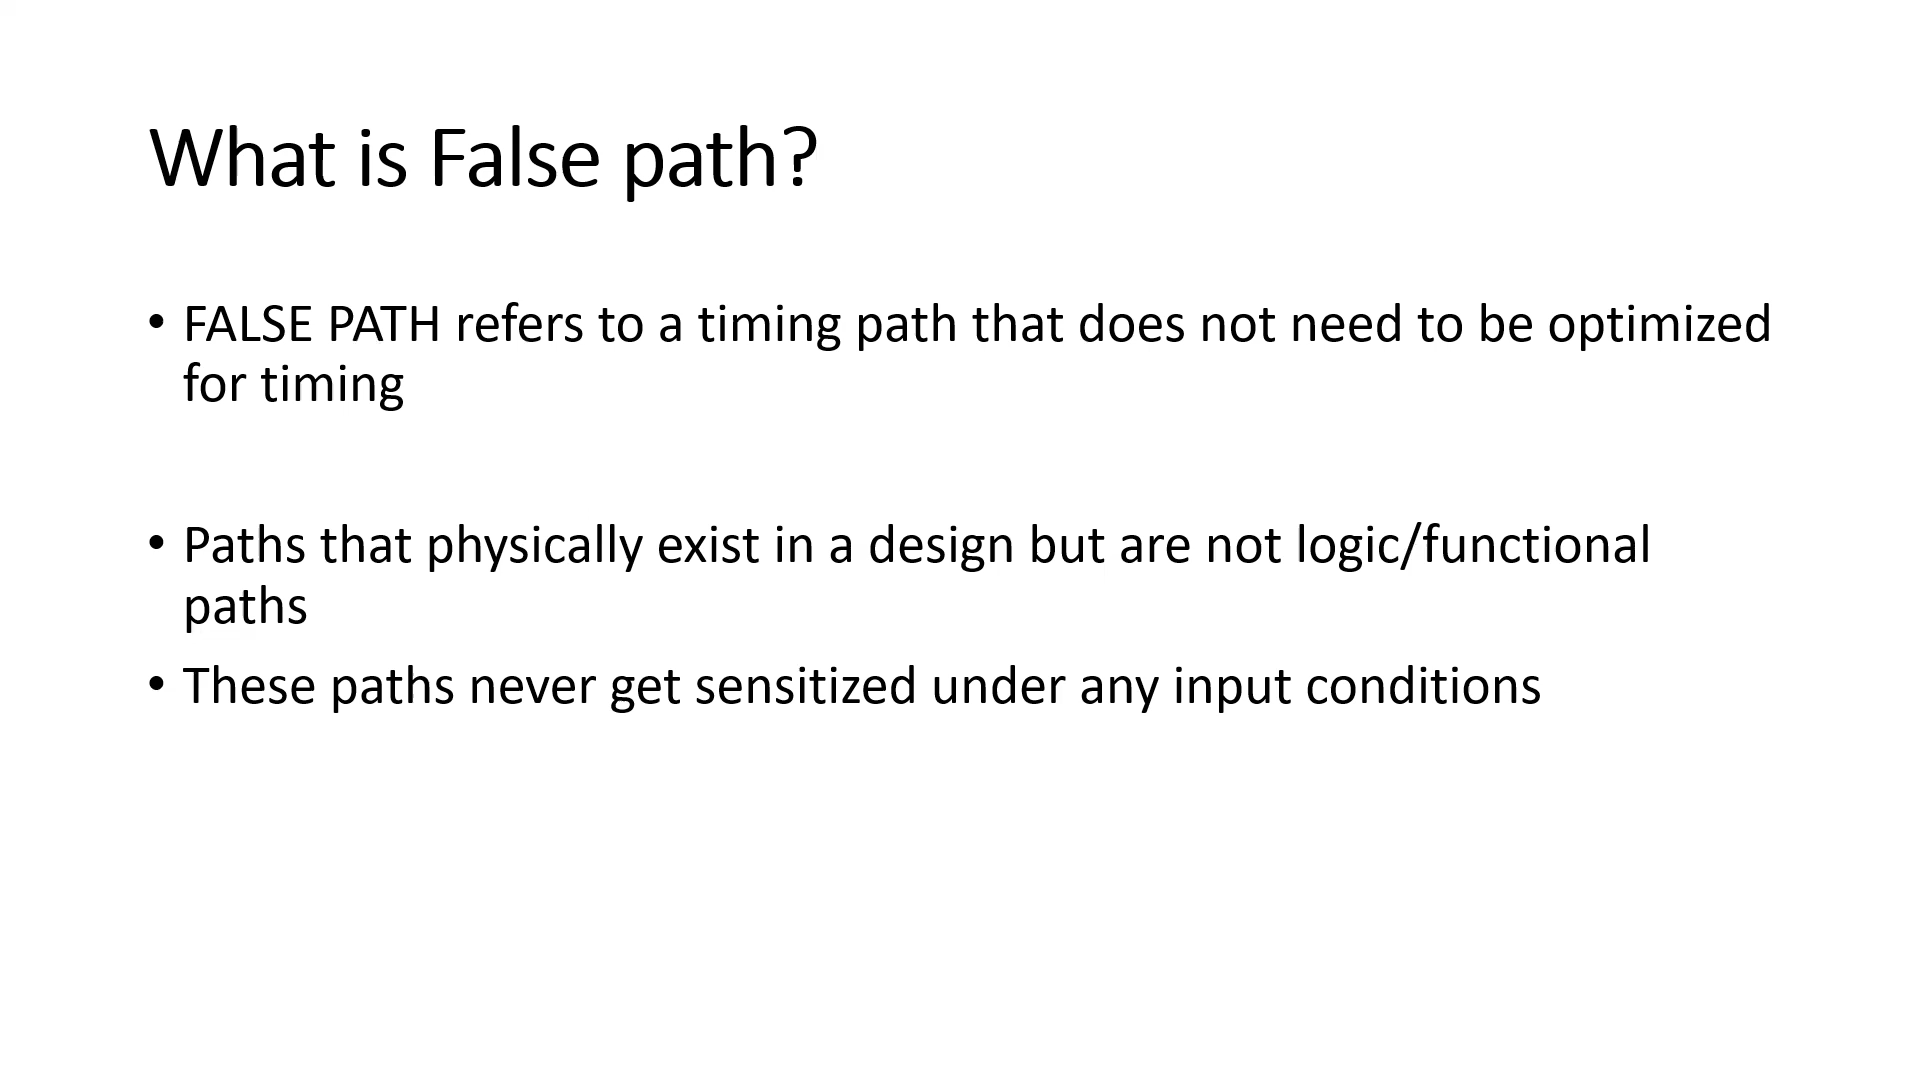 What is False path?
• FALSE PATH refers to a timing path that does not need to be optimized
for timing
• Paths that physically exist in a design but are not logic/functional
paths
• These paths never get sensitized under any input conditions